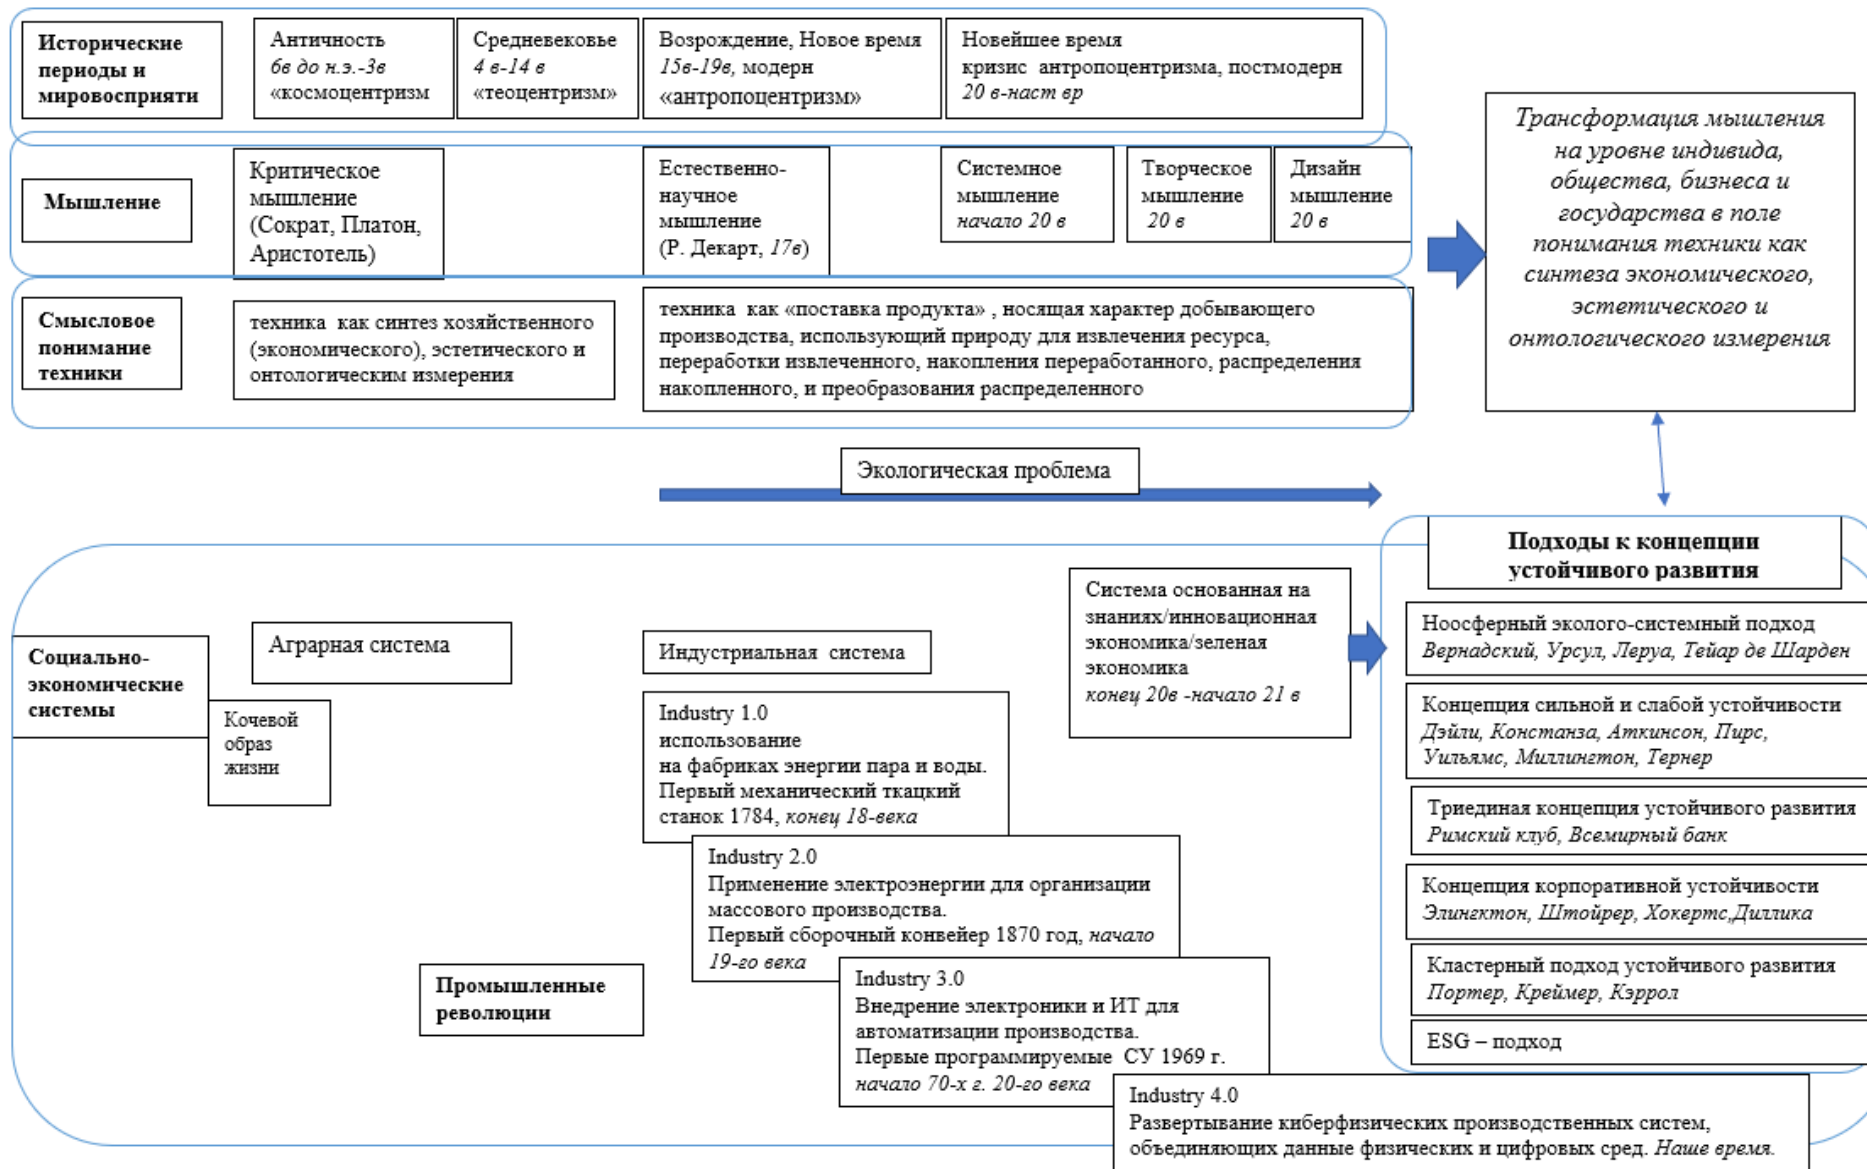 Исторические
периоды и
мировосприяти
Античность
6в до н.э.-3в
«космоцентризм
Средневековье
4 в-14 в
«теоцентризм»
Возрождение, Новое время
15в-19в, модерн
«антропоцентризм»
Новейшее время
кризис антропоцентризма, постмодерн
20 в-наст вр
Мышление
Критическое
мышление
(Сократ, Платон,
Аристотель)
Естественно-
научное
мышление
(Р. Декарт, 17в)
Системное
мышление
начало 20 в
Творческое
мышление
20 в
Дизайн
мышление
20 в
Трансформация мышления
на уровне индивида,
общества, бизнеса и
государства в поле
понимания техники как
синтеза экономического,
эстетического и
онтологического измерения
Смысловое
понимание
техники
техника как синтез хозяйственного
(экономического), эстетического и
онтологическим измерения
техника как «поставка продукта» , носящая характер добывающего
производства, использующий природу для извлечения ресурса,
переработки извлеченного, накопления переработанного, распределения
накопленного, и преобразования распределенного
Экологическая проблема
Социально-
экономические
системы
Кочевой
образ
жизни
Аграрная система
Индустриальная система
Система основанная на
знаниях/инновационная
экономика/зеленая
экономика
конец 20в -начало 21 в
Промышленные
революции
Industry 1.0
использование
на фабриках энергии пара и воды.
Первый механический ткацкий
станок 1784, конец 18-века
Industry 2.0
Применение электроэнергии для организации
массового производства.
Первый сборочный конвейер 1870 год, начало
19-го века
Industry 3.0
Внедрение электроники и ИТ для
автоматизации производства.
Первые программируемые СУ 1969 г.
начало 70-х г. 20-го века
Industry 4.0
Развертывание киберфизических производственных систем,
объединяющих данные физических и цифровых сред. Наше время.
Подходы к концепции
устойчивого развития
Ноосферный эколого-системный подход
Вернадский, Урсул, Леруа, Тейар де Шарден
Концепция сильной и слабой устойчивости
Дэйли, Констанза, Аткинсон, Пирс,
Уильямс, Миллингтон, Тернер
Триединая концепция устойчивого развития
Римский клуб, Всемирный банк
Концепция корпоративной устойчивости
Элингктон, Штойрер, Хокертс,Диллика
Кластерный подход устойчивого развития
Портер, Креймер, Кэррол
ESG – подход